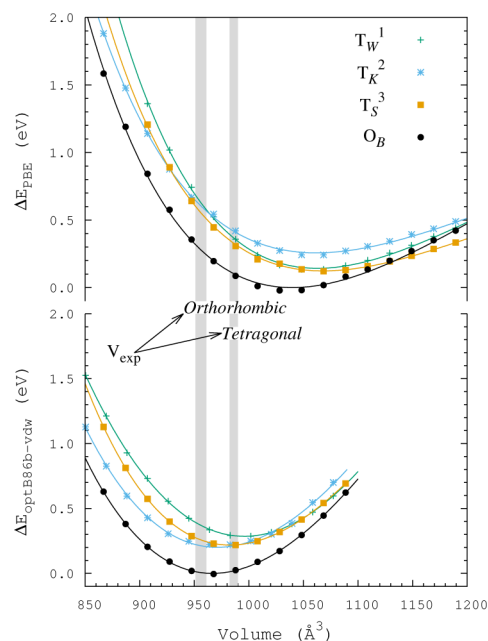 2.0
1.5
1.0
0.5
0.0
ΔE_PBE (eV)
T_W^1
T_K^2
T_S^3
O_B
Orthorhombic
Tetragonal
V_exp
2.0
1.5
1.0
0.5
0.0
ΔE_optB86b-vdw (eV)
850 900 950 1000 1050 1100 1150 1200
Volume (Å^3)